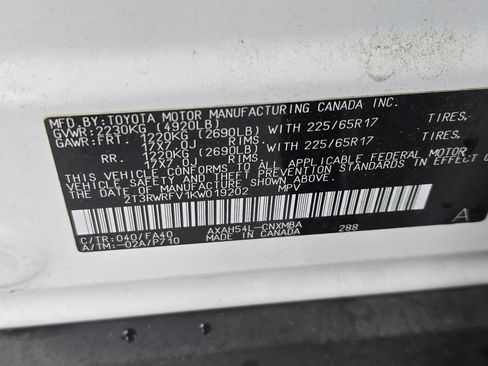 MFD.BY:TOYOTA MOTOR MANUFACTURING CANADA INC.
GVWR:2230KG (4920LB)
GAWR:FRT. 1220KG (2690LB) WITH 225/65R17 TIRES,
17X7.0J RIMS,
RR. 1220KG (2690LB) WITH 225/65R17 TIRES,
17X7.0J RIMS,
THIS VEHICLE CONFORMS TO ALL APPLICABLE FEDERAL MOTOR
VEHICLE SAFETY AND THEFT PREVENTION STANDARDS IN EFFECT ON
THE DATE OF MANUFACTURE SHOWN ABOVE.
2T3RWRFV1KW019202 MPV
C/TR:040/FA40 AXAH54L-CNXMBA
A/TM:-02A/P710 MADE IN CANADA 288
A